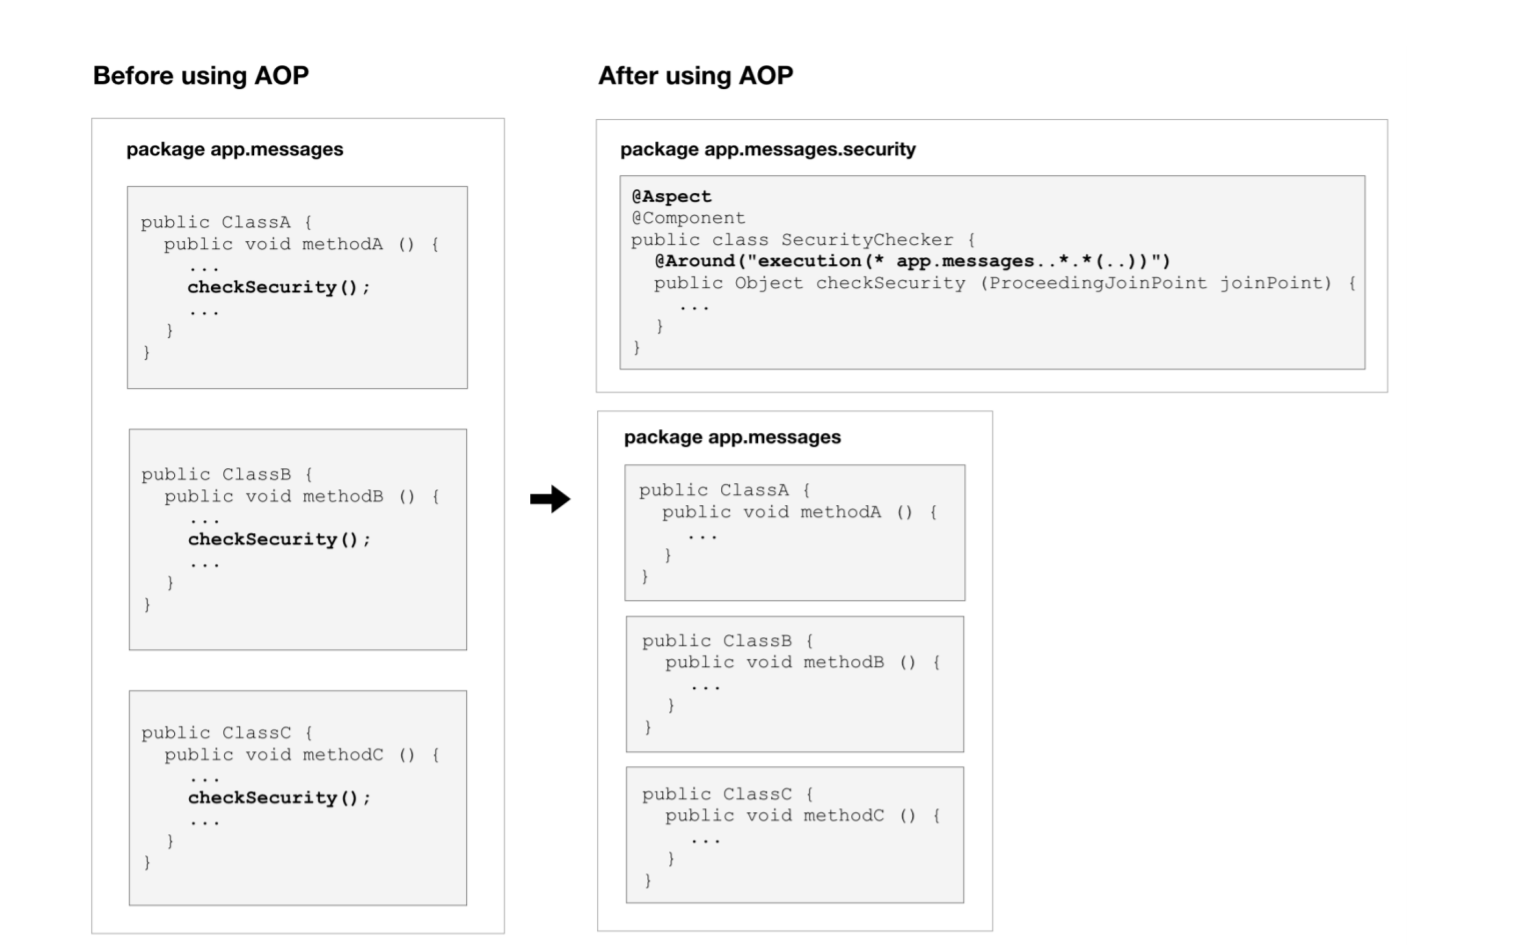 Before using AOP
package app.messages
public ClassA {
public void methodA () {
...
checkSecurity();
...
}
}
public ClassB {
public void methodB () {
...
checkSecurity();
...
}
}
public ClassC {
public void methodC () {
...
checkSecurity();
...
}
}
After using AOP
package app.messages.security
@Aspect
@Component
public class SecurityChecker {
@Around("execution(* app.messages..*.*(..))")
public Object checkSecurity (ProceedingJoinPoint joinPoint) {
...
}
}
package app.messages
public ClassA {
public void methodA () {
...
}
}
public ClassB {
public void methodB () {
...
}
}
public ClassC {
public void methodC () {
...
}
}